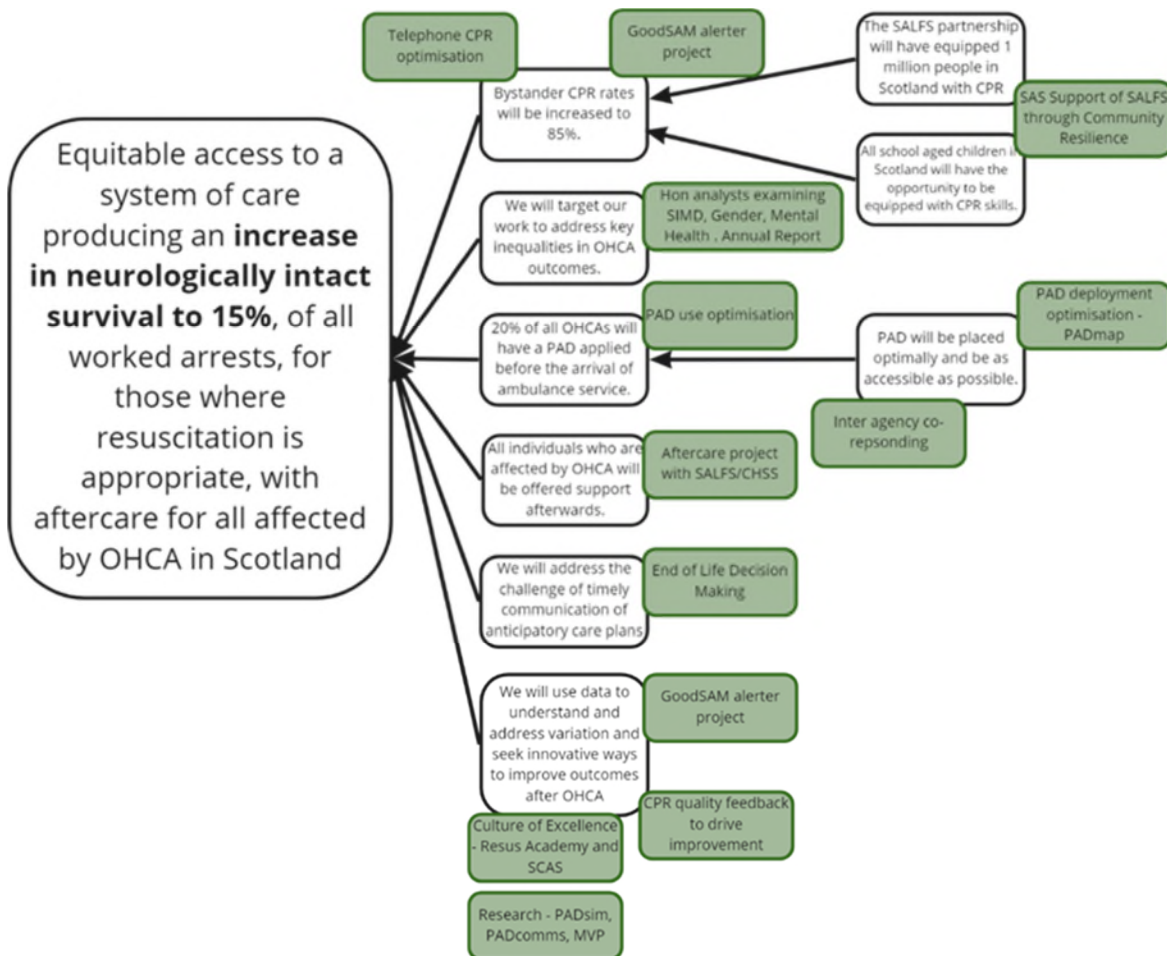 Equitable access to a
system of care
producing an increase
in neurologically intact
survival to 15%, of all
worked arrests, for
those where
resuscitation is
appropriate, with
aftercare for all affected
by OHCA in Scotland
Telephone CPR
optimisation
GoodSAM alerter
project
Bystander CPR rates
will be increased to
85%.
The SALFS partnership
will have equipped 1
million people in
Scotland with CPR
SAS Support of SALFS
through Community
Resilience
All school aged children in
Scotland will have the
opportunity to be
equipped with CPR skills.
We will target our
work to address key
inequalities in OHCA
outcomes.
Hon analysts examining
SIMD, Gender, Mental
Health , Annual Report
20% of all OHCAs will
have a PAD applied
before the arrival of
ambulance service.
PAD use optimisation
PAD will be placed
optimally and be as
accessible as possible.
PAD deployment
optimisation -
PADmap
Inter agency co-
repsonding
All individuals who are
affected by OHCA will
be offered support
afterwards.
Aftercare project
with SALFS/CHSS
We will address the
challenge of timely
communication of
anticipatory care plans
End of Life Decision
Making
We will use data to
understand and
address variation and
seek innovative ways
to improve outcomes
after OHCA
GoodSAM alerter
project
CPR quality feedback
to drive
improvement
Culture of Excellence
- Resus Academy and
SCAS
Research - PADsim,
PADcomms, MVP